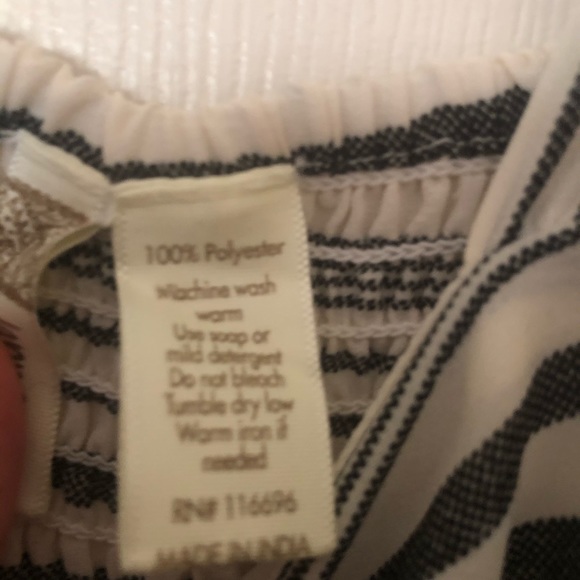 100% Polyester
Machine wash
warm
Use soap or
mild detergent
Do not bleach
Tumble dry low
Warm iron if
needed
RN# 116696
MADE IN INDIA